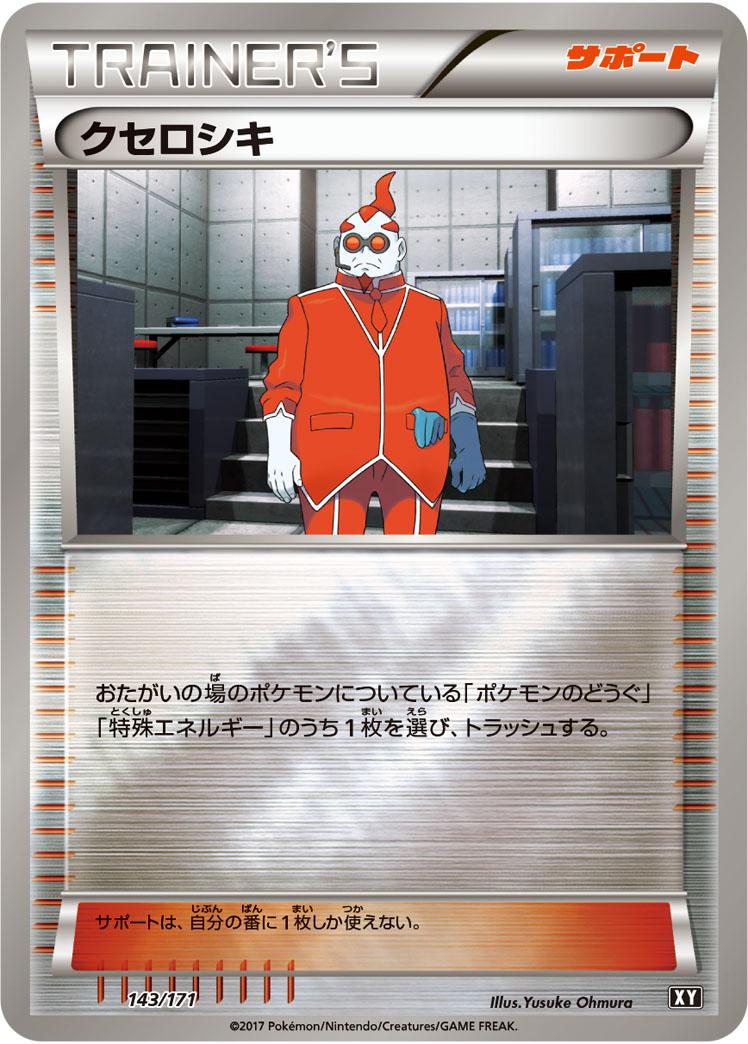 TRAINER'S
サポート
クセロシキ
おたがいの場のポケモンについている「ポケモンのどうぐ」
「特殊エネルギー」のうち1枚を選び、トラッシュする。
サポートは、自分の番に1枚しか使えない。
143/171
Illus.Yusuke Ohmura
XY
©2017 Pokémon/Nintendo/Creatures/GAME FREAK.